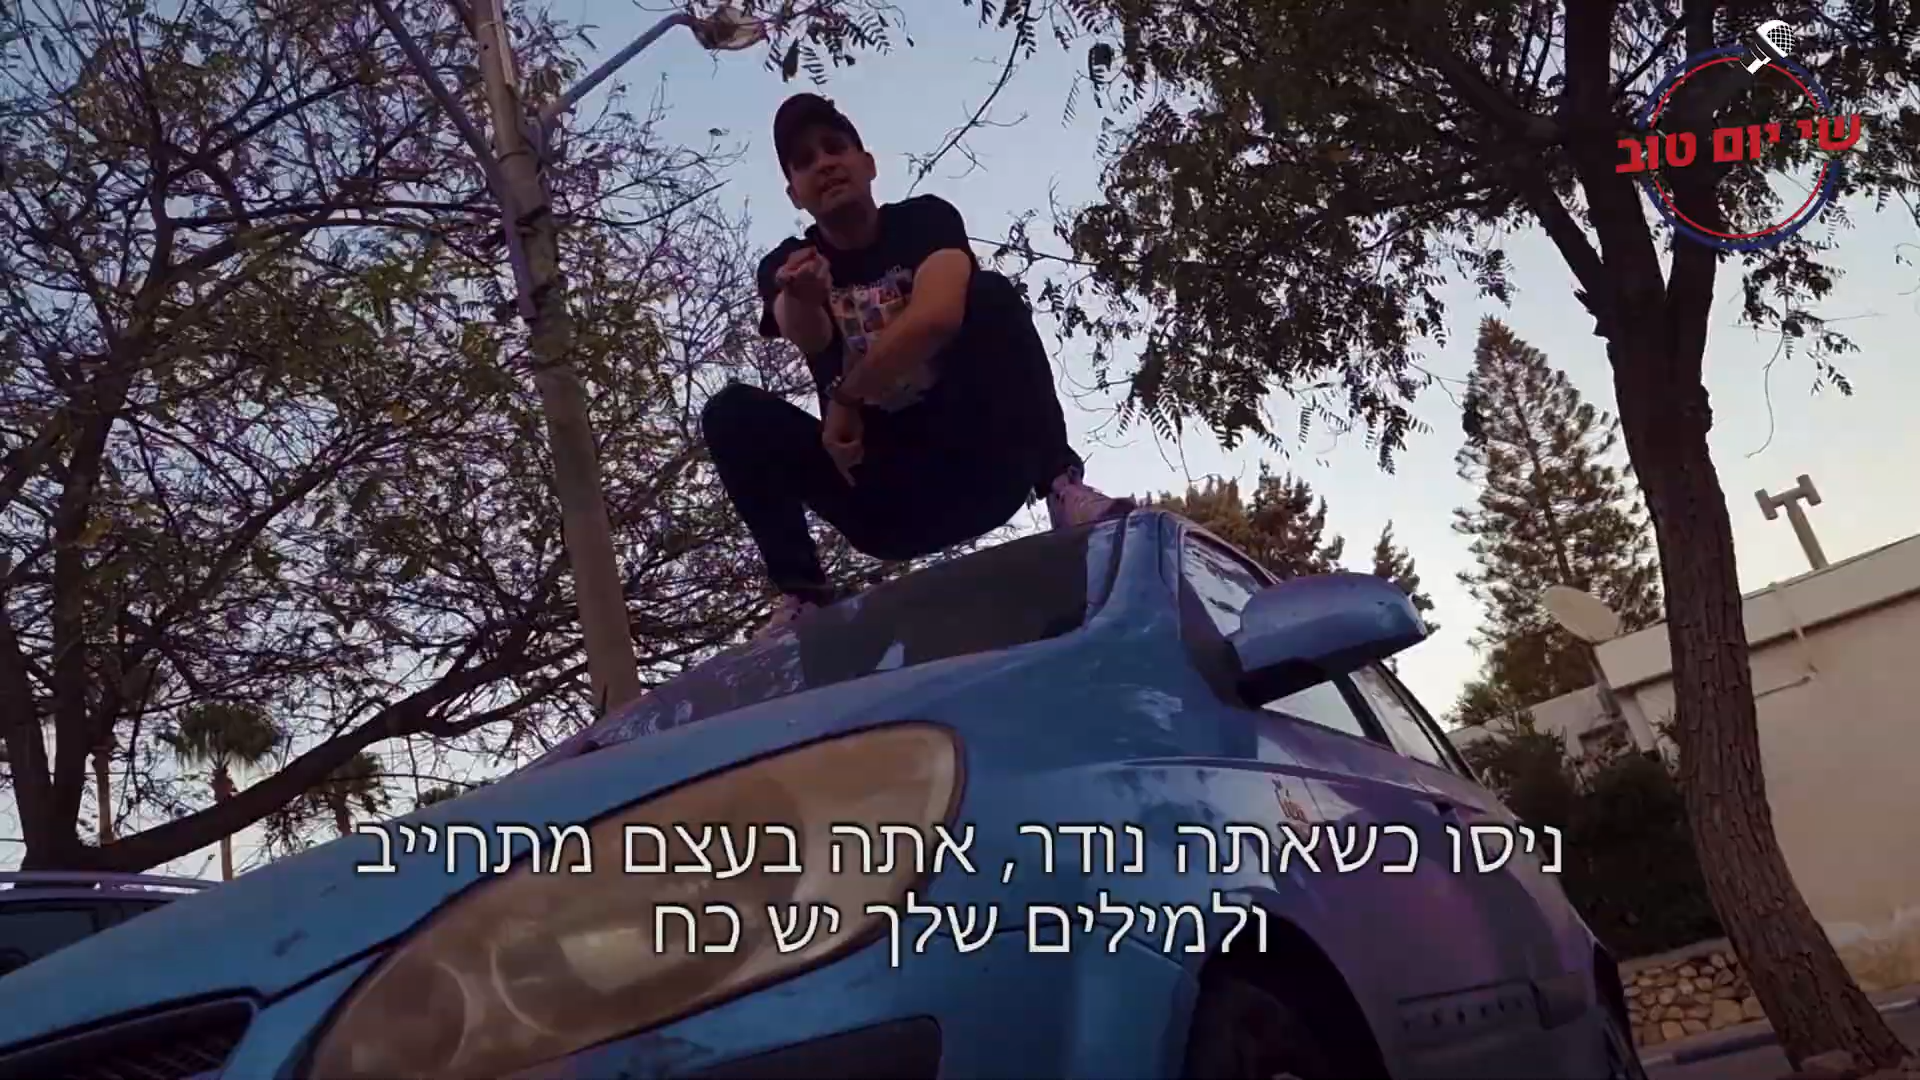 שי יום טוב
ניסו כשאתה נודר, אתה בעצם מתחייב
ולמילים שלך יש כח